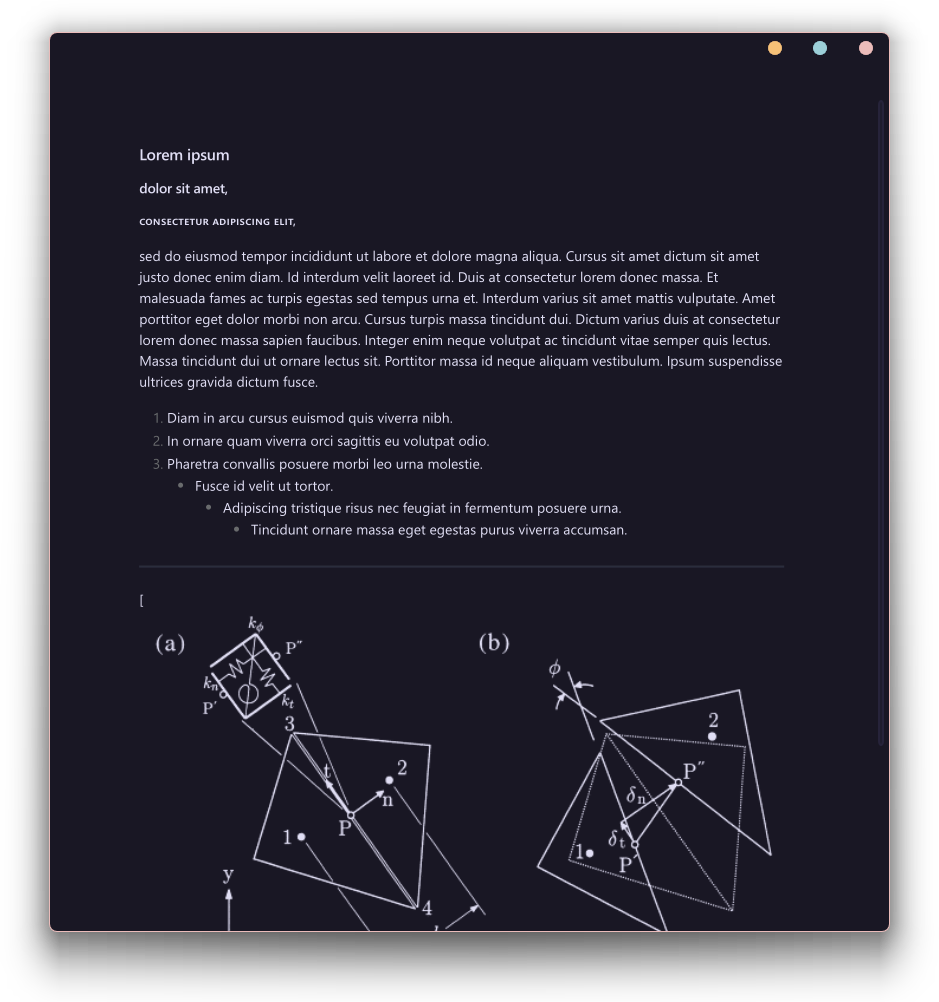 Lorem ipsum
dolor sit amet,
CONSECTETUR ADIPISCING ELIT,
sed do eiusmod tempor incididunt ut labore et dolore magna aliqua. Cursus sit amet dictum sit amet
justo donec enim diam. Id interdum velit laoreet id. Duis at consectetur lorem donec massa. Et
malesuada fames ac turpis egestas sed tempus urna et. Interdum varius sit amet mattis vulputate. Amet
porttitor eget dolor morbi non arcu. Cursus turpis massa tincidunt dui. Dictum varius duis at consectetur
lorem donec massa sapien faucibus. Integer enim neque volutpat ac tincidunt vitae semper quis lectus.
Massa tincidunt dui ut ornare lectus sit. Porttitor massa id neque aliquam vestibulum. Ipsum suspendisse
ultrices gravida dictum fusce.
1. Diam in arcu cursus euismod quis viverra nibh.
2. In ornare quam viverra orci sagittis eu volutpat odio.
3. Pharetra convallis posuere morbi leo urna molestie.
• Fusce id velit ut tortor.
• Adipiscing tristique risus nec feugiat in fermentum posuere urna.
• Tincidunt ornare massa eget egestas purus viverra accumsan.
[
(a)
kϕ
P″
kn
P′
kt
3
t
2
n
P
1
4
y
(b)
ϕ
2
P″
δn
δt
1
P′